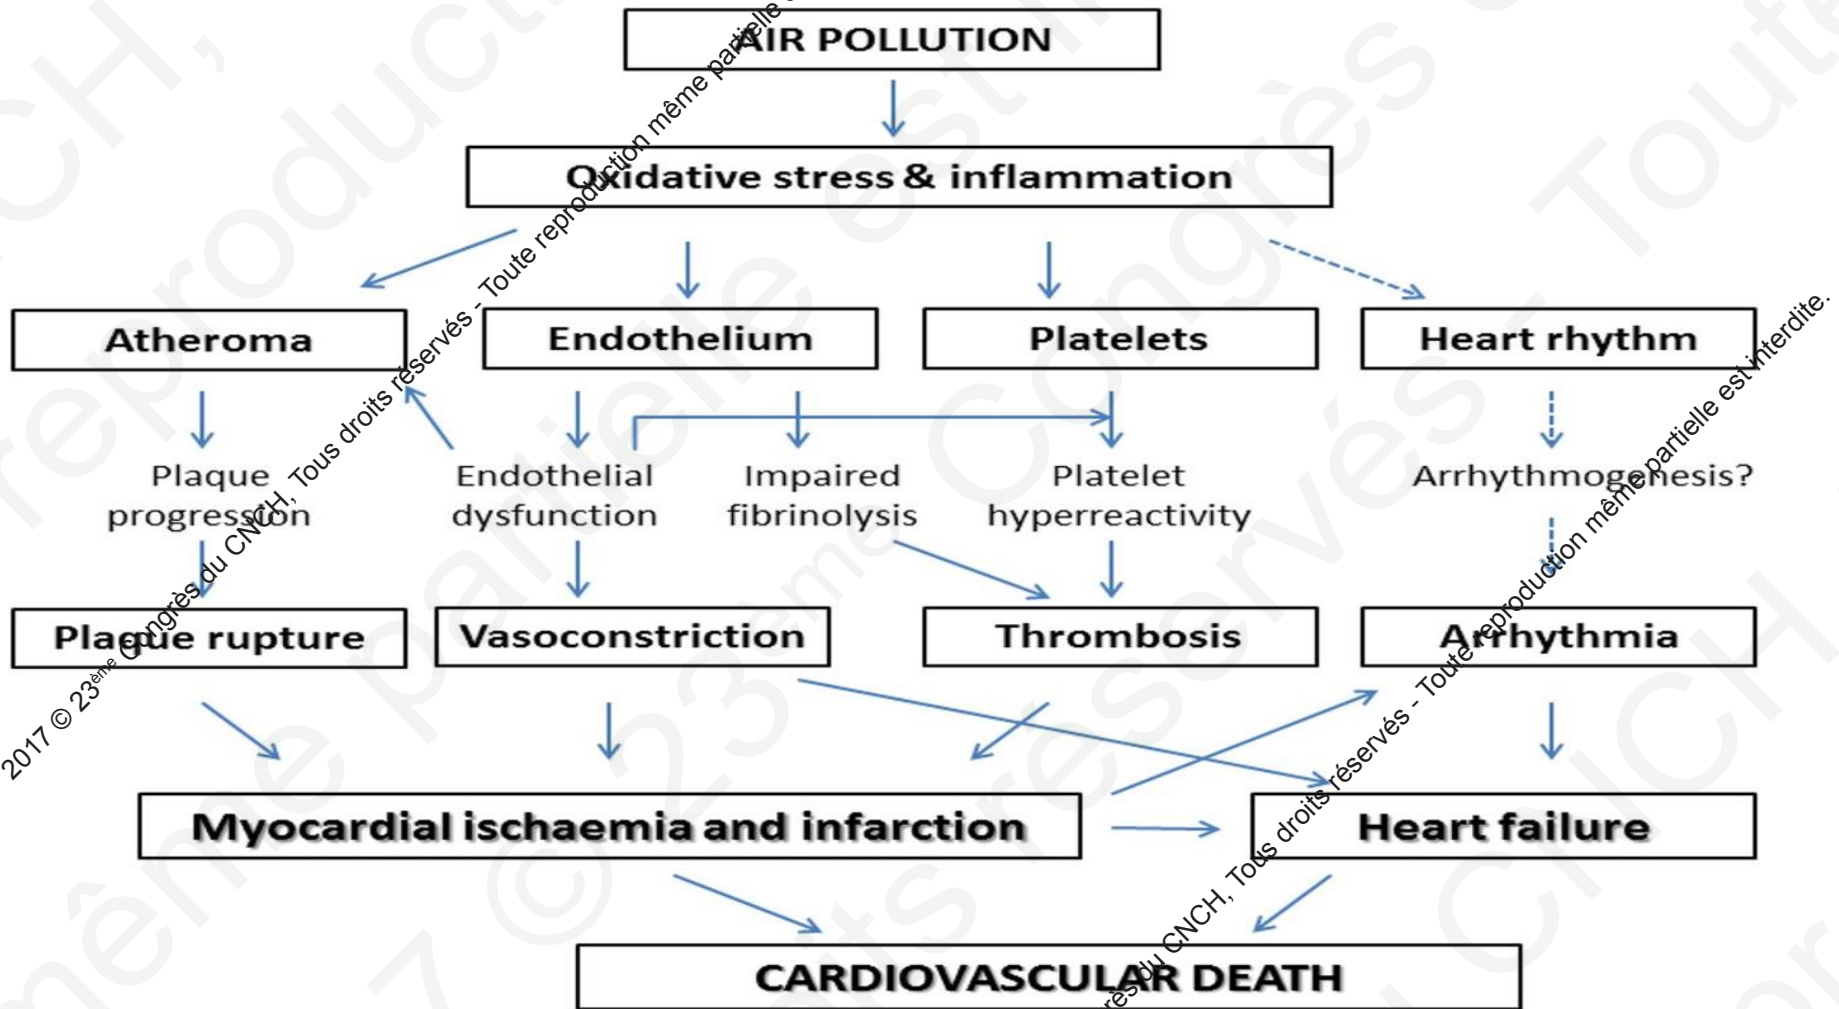 AIR POLLUTION
Oxidative stress & inflammation
Atheroma
Endothelium
Platelets
Heart rhythm
Plaque
progression
Endothelial
dysfunction
Impaired
fibrinolysis
Platelet
hyperreactivity
Arrhythmogenesis?
Plaque rupture
Vasoconstriction
Thrombosis
Arrhythmia
Myocardial ischaemia and infarction
Heart failure
CARDIOVASCULAR DEATH
2017 © 23ème Congrès du CNCH, Tous droits réservés - Toute reproduction même partielle
du CNCH, Tous droits réservés - Toute reproduction même partielle est interdite.